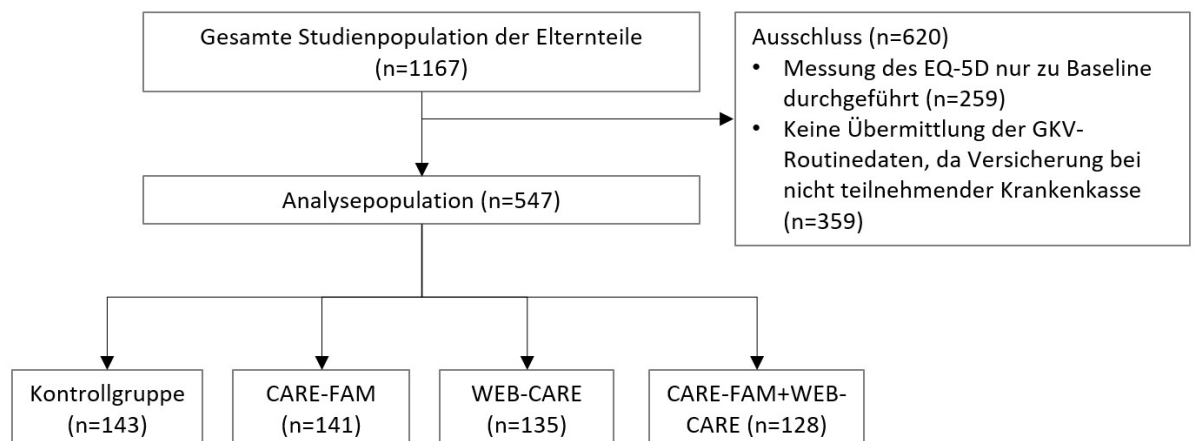 Gesamte Studienpopulation der Elternteile
(n=1167)
Ausschluss (n=620)
• Messung des EQ-5D nur zu Baseline
durchgeführt (n=259)
• Keine Übermittlung der GKV-
Routinedaten, da Versicherung bei
nicht teilnehmender Krankenkasse
(n=359)
Analysepopulation (n=547)
Kontrollgruppe
(n=143)
CARE-FAM
(n=141)
WEB-CARE
(n=135)
CARE-FAM+WEB-
CARE (n=128)